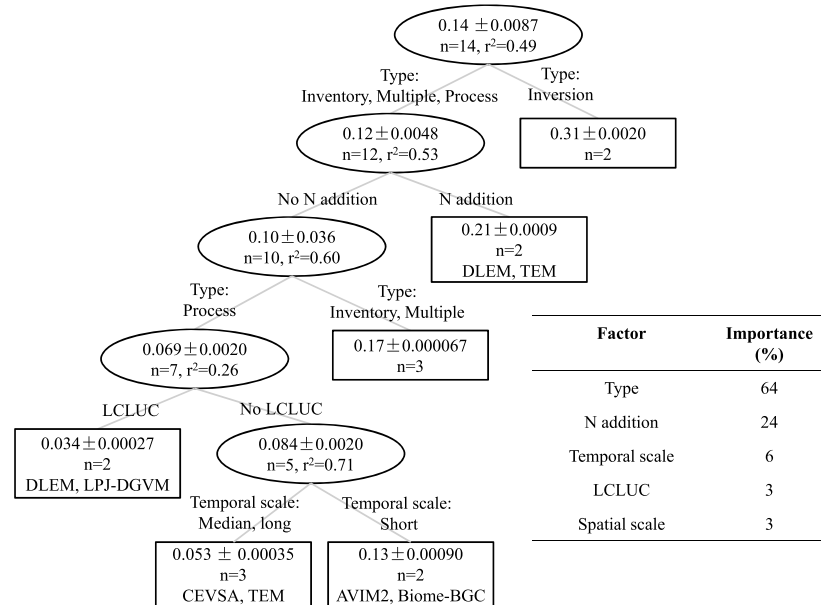 0.14 ±0.0087
n=14, r²=0.49
Type:
Inventory, Multiple, Process
Type:
Inversion
0.12±0.0048
n=12, r²=0.53
0.31±0.0020
n=2
No N addition
N addition
0.10±0.036
n=10, r²=0.60
0.21±0.0009
n=2
DLEM, TEM
Type:
Process
Type:
Inventory, Multiple
0.069±0.0020
n=7, r²=0.26
0.17±0.000067
n=3
LCLUC
No LCLUC
0.034±0.00027
n=2
DLEM, LPJ-DGVM
0.084±0.0020
n=5, r²=0.71
Temporal scale:
Median, long
Temporal scale:
Short
0.053 ± 0.00035
n=3
CEVSA, TEM
0.13±0.00090
n=2
AVIM2, Biome-BGC
Factor Importance
(%)
Type 64
N addition 24
Temporal scale 6
LCLUC 3
Spatial scale 3